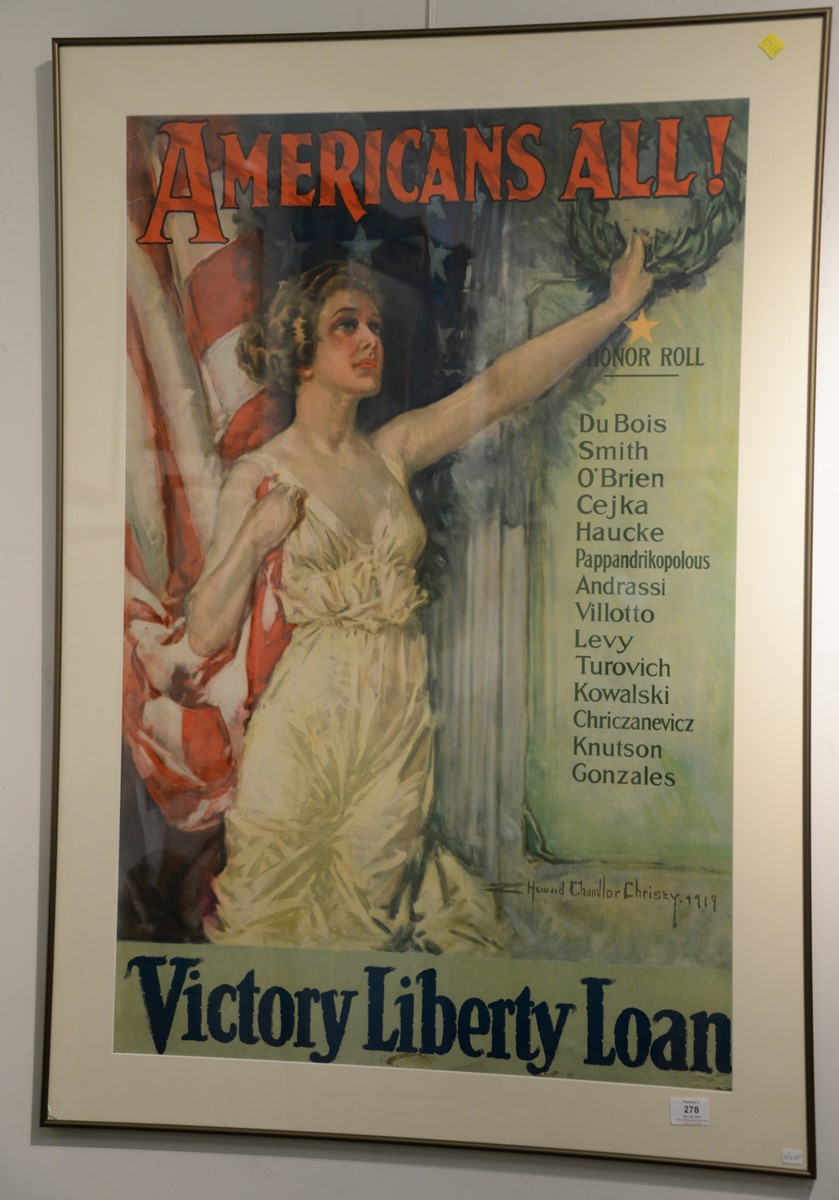 AMERICANS ALL!
HONOR ROLL
Du Bois
Smith
O'Brien
Cejka
Haucke
Pappandrikopolous
Andrassi
Villotto
Levy
Turovich
Kowalski
Chriczanevicz
Knutson
Gonzales
Howard Chandler Christy. 1919
Victory Liberty Loan
278